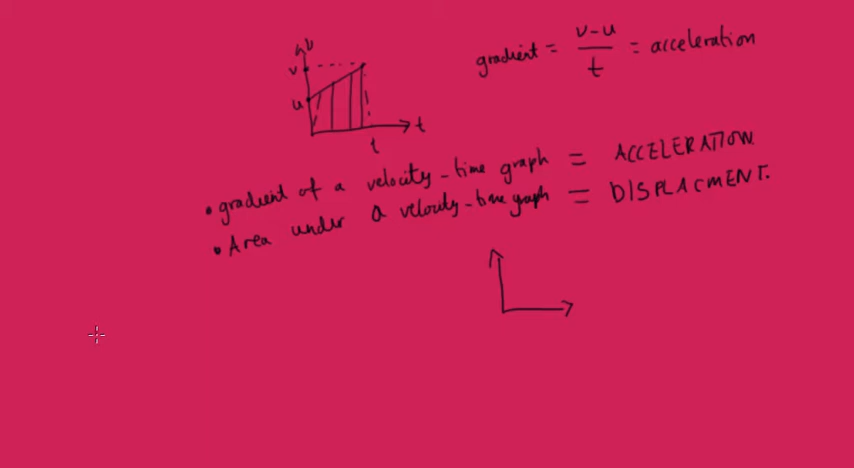 v
v
u
t
t
gradient = v-u / t = acceleration
• gradient of a velocity-time graph = ACCELERATION
• Area under a velocity-time graph = DISPLACMENT.